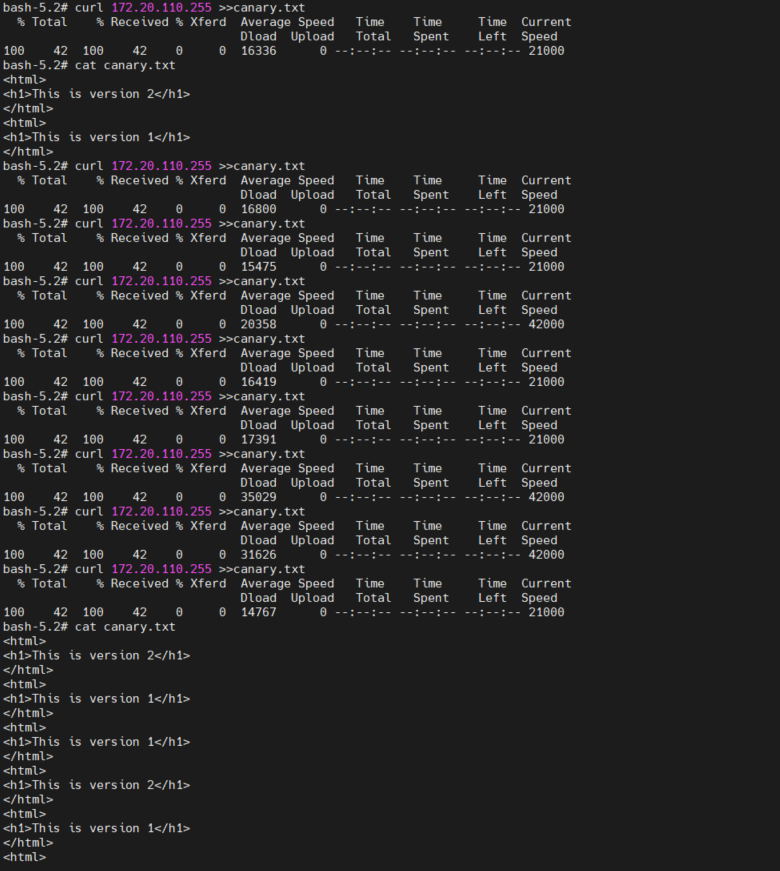 bash-5.2# curl 172.20.110.255 >>canary.txt
  % Total    % Received % Xferd  Average Speed   Time    Time     Time  Current
                                 Dload  Upload   Total   Spent    Left  Speed
100    42  100    42    0     0  16336      0 --:--:-- --:--:-- --:--:-- 21000
bash-5.2# cat canary.txt
<html>
<h1>This is version 2</h1>
</html>
<html>
<h1>This is version 1</h1>
</html>
bash-5.2# curl 172.20.110.255 >>canary.txt
  % Total    % Received % Xferd  Average Speed   Time    Time     Time  Current
                                 Dload  Upload   Total   Spent    Left  Speed
100    42  100    42    0     0  16800      0 --:--:-- --:--:-- --:--:-- 21000
bash-5.2# curl 172.20.110.255 >>canary.txt
  % Total    % Received % Xferd  Average Speed   Time    Time     Time  Current
                                 Dload  Upload   Total   Spent    Left  Speed
100    42  100    42    0     0  15475      0 --:--:-- --:--:-- --:--:-- 21000
bash-5.2# curl 172.20.110.255 >>canary.txt
  % Total    % Received % Xferd  Average Speed   Time    Time     Time  Current
                                 Dload  Upload   Total   Spent    Left  Speed
100    42  100    42    0     0  20358      0 --:--:-- --:--:-- --:--:-- 42000
bash-5.2# curl 172.20.110.255 >>canary.txt
  % Total    % Received % Xferd  Average Speed   Time    Time     Time  Current
                                 Dload  Upload   Total   Spent    Left  Speed
100    42  100    42    0     0  16419      0 --:--:-- --:--:-- --:--:-- 21000
bash-5.2# curl 172.20.110.255 >>canary.txt
  % Total    % Received % Xferd  Average Speed   Time    Time     Time  Current
                                 Dload  Upload   Total   Spent    Left  Speed
100    42  100    42    0     0  17391      0 --:--:-- --:--:-- --:--:-- 21000
bash-5.2# curl 172.20.110.255 >>canary.txt
  % Total    % Received % Xferd  Average Speed   Time    Time     Time  Current
                                 Dload  Upload   Total   Spent    Left  Speed
100    42  100    42    0     0  35029      0 --:--:-- --:--:-- --:--:-- 42000
bash-5.2# curl 172.20.110.255 >>canary.txt
  % Total    % Received % Xferd  Average Speed   Time    Time     Time  Current
                                 Dload  Upload   Total   Spent    Left  Speed
100    42  100    42    0     0  31626      0 --:--:-- --:--:-- --:--:-- 42000
bash-5.2# curl 172.20.110.255 >>canary.txt
  % Total    % Received % Xferd  Average Speed   Time    Time     Time  Current
                                 Dload  Upload   Total   Spent    Left  Speed
100    42  100    42    0     0  14767      0 --:--:-- --:--:-- --:--:-- 21000
bash-5.2# cat canary.txt
<html>
<h1>This is version 2</h1>
</html>
<html>
<h1>This is version 1</h1>
</html>
<html>
<h1>This is version 1</h1>
</html>
<html>
<h1>This is version 2</h1>
</html>
<html>
<h1>This is version 1</h1>
</html>
<html>